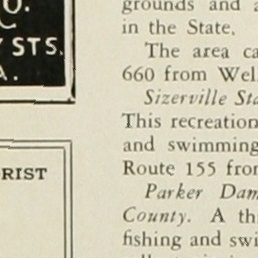 O.
STS.
A.
RIST
grounds and a
in the State.
The area ca
660 from Wel
Sizerville Sta
This recreation
and swimming
Route 155 from
Parker Dam
County. A th
fishing and swi